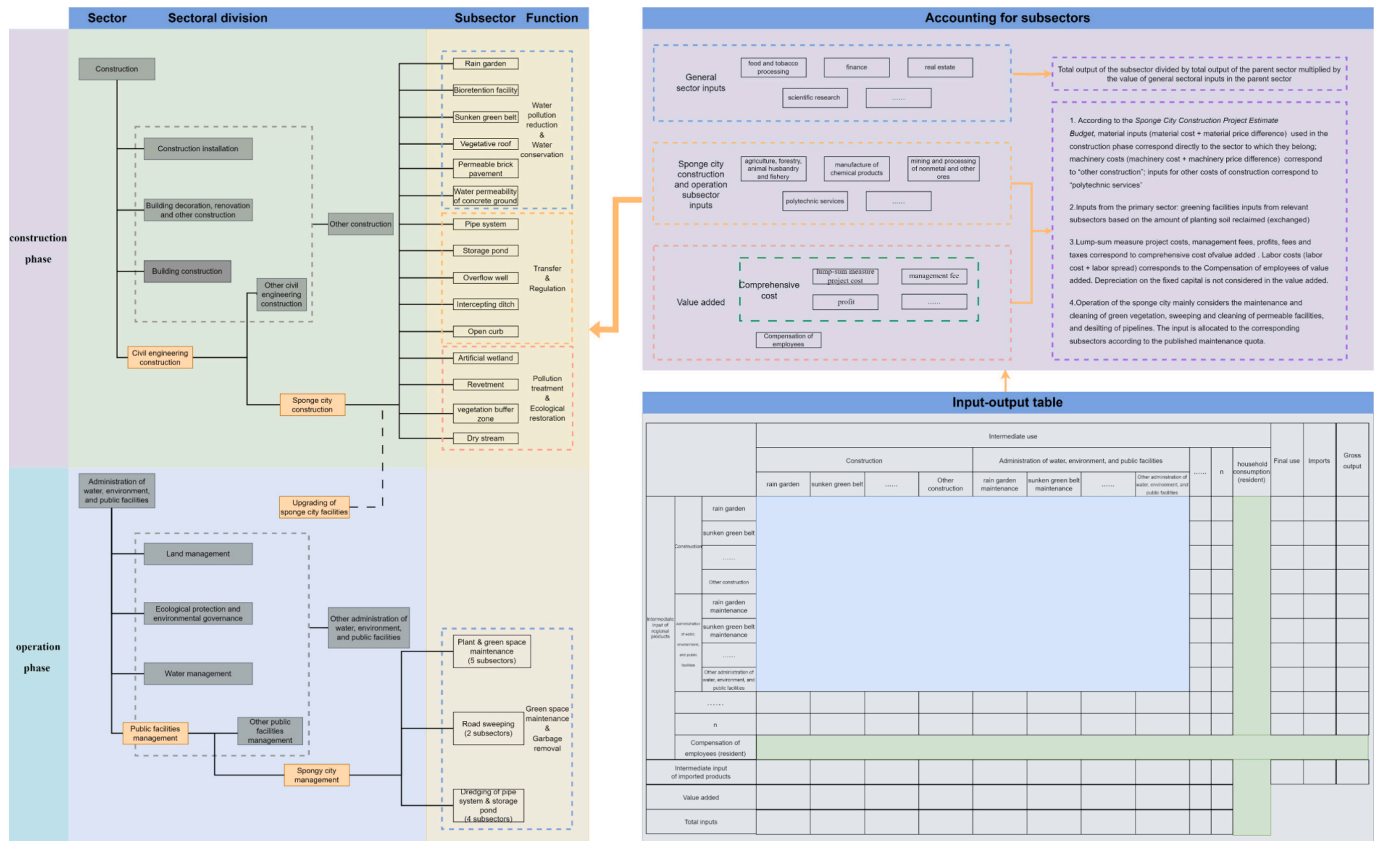 Sector
Sectoral division
Subsector
Function
construction
phase
Construction
Construction installation
Building decoration, renovation
and other construction
Building construction
Other civil
engineering
construction
Other construction
Civil engineering
construction
Sponge city
construction
Rain garden
Bioretention facility
Sunken green belt
Vegetative roof
Permeable brick
pavement
Water permeability
of concrete ground
Water
pollution
reduction
&
Water
conservation
Pipe system
Storage pond
Overflow well
Intercepting ditch
Open curb
Transfer
&
Regulation
Artificial wetland
Revetment
vegetation buffer
zone
Dry stream
Pollution
treatment
&
Ecological
restoration
operation
phase
Administration of
water, environment,
and public facilities
Upgrading of
sponge city facilities
Land management
Ecological protection and
environmental governance
Water management
Other administration of
water, environment,
and public facilities
Public facilities
management
Other public
facilities
management
Spongy city
management
Plant & green space
maintenance
(5 subsectors)
Road sweeping
(2 subsectors)
Dredging of pipe
system & storage
pond
(4 subsectors)
Green space
maintenance
&
Garbage
removal
Accounting for subsectors
General
sector inputs
food and tobacco
processing
finance
real estate
scientific research
......
Total output of the subsector divided by total output of the parent sector multiplied by
the value of general sectoral inputs in the parent sector
Sponge city
construction
and operation
subsector
inputs
agriculture, forestry,
animal husbandry
and fishery
manufacture of
chemical products
mining and processing
of nonmetal and other
ores
polytechnic services
......
Value added
Comprehensive
cost
lump-sum measure
project cost
management fee
profit
......
Compensation of
employees
1. According to the Sponge City Construction Project Estimate
Budget, material inputs (material cost + material price difference) used in the
construction phase correspond directly to the sector to which they belong;
machinery costs (machinery cost + machinery price difference) correspond
to "other construction"; inputs for other costs of construction correspond to
"polytechnic services"
2.Inputs from the primary sector: greening facilities inputs from relevant
subsectors based on the amount of planting soil reclaimed (exchanged)
3.Lump-sum measure project costs, management fees, profits, fees and
taxes correspond to comprehensive cost ofvalue added . Labor costs (labor
cost + labor spread) corresponds to the Compensation of employees of value
added. Depreciation on the fixed capital is not considered in the value added.
4.Operation of the sponge city mainly considers the maintenance and
cleaning of green vegetation, sweeping and cleaning of permeable facilities,
and desilting of pipelines. The input is allocated to the corresponding
subsectors according to the published maintenance quota.
Input-output table
Intermediate use
Construction
Administration of water, environment, and public facilities
......
n
household
consumption
(resident)
Final use
Imports
Gross
output
rain garden
sunken green belt
......
Other
construction
rain garden
maintenance
sunken green belt
maintenance
......
Other administration of
water, environment, and
public facilities
Intermediate
input of
regional
products
Construction
rain garden
sunken green belt
......
Other construction
Administration
of water,
environment,
and public
facilities
rain garden
maintenance
sunken green belt
maintenance
......
Other administration of
water, environment, and
public facilities
......
n
Compensation of
employees (resident)
Intermediate input
of imported products
Value added
Total inputs